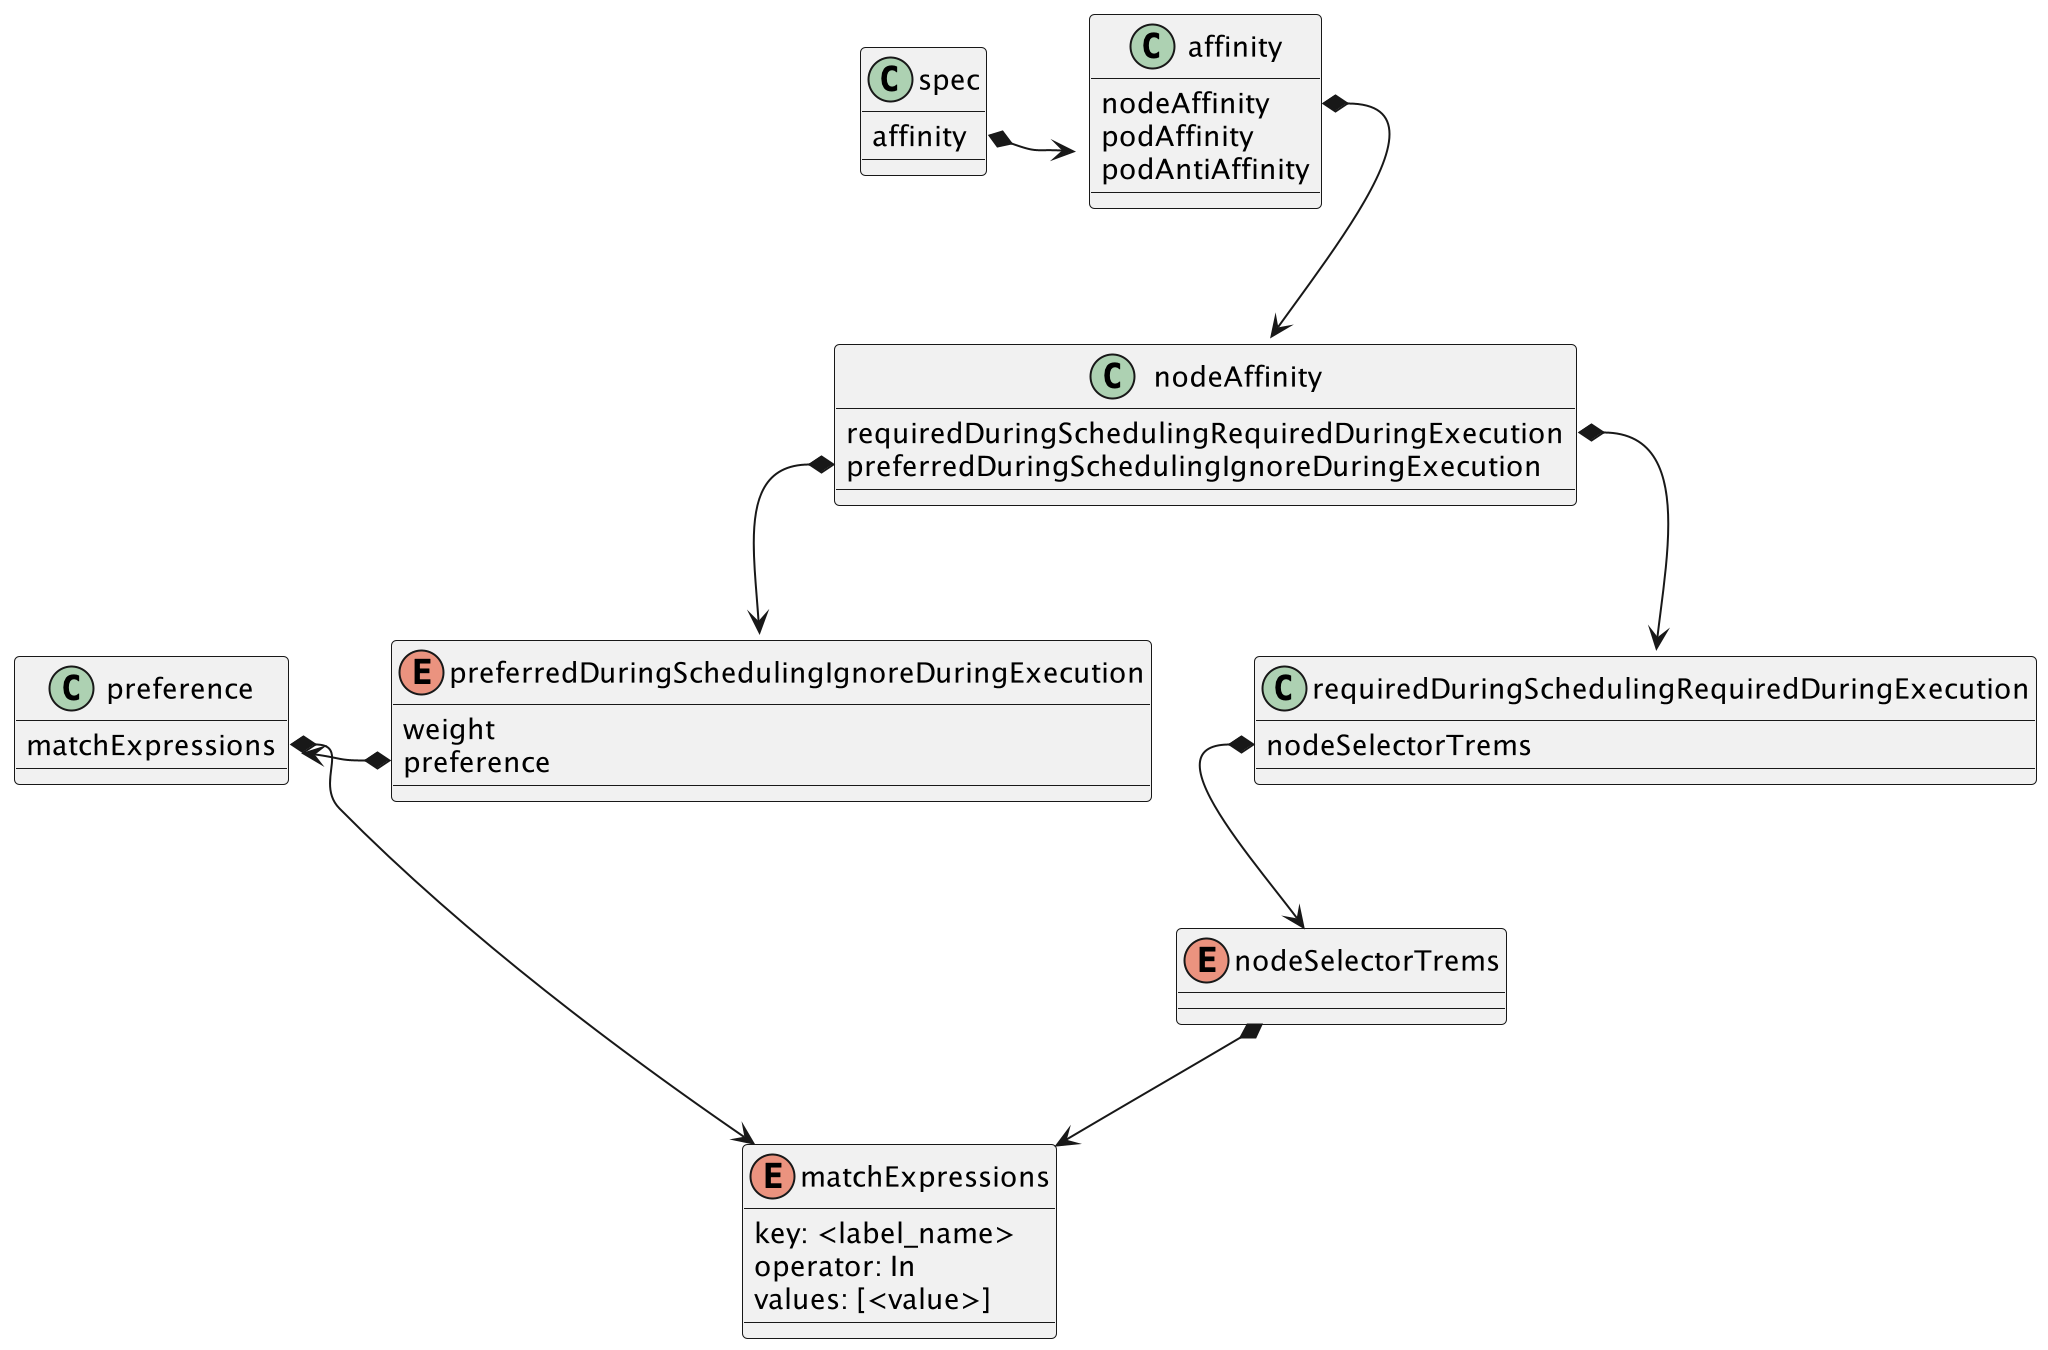 C spec
affinity
C affinity
nodeAffinity
podAffinity
podAntiAffinity
C nodeAffinity
requiredDuringSchedulingRequiredDuringExecution
preferredDuringSchedulingIgnoreDuringExecution
C preference
matchExpressions
E preferredDuringSchedulingIgnoreDuringExecution
weight
preference
C requiredDuringSchedulingRequiredDuringExecution
nodeSelectorTrems
E nodeSelectorTrems
E matchExpressions
key: <label_name>
operator: In
values: [<value>]